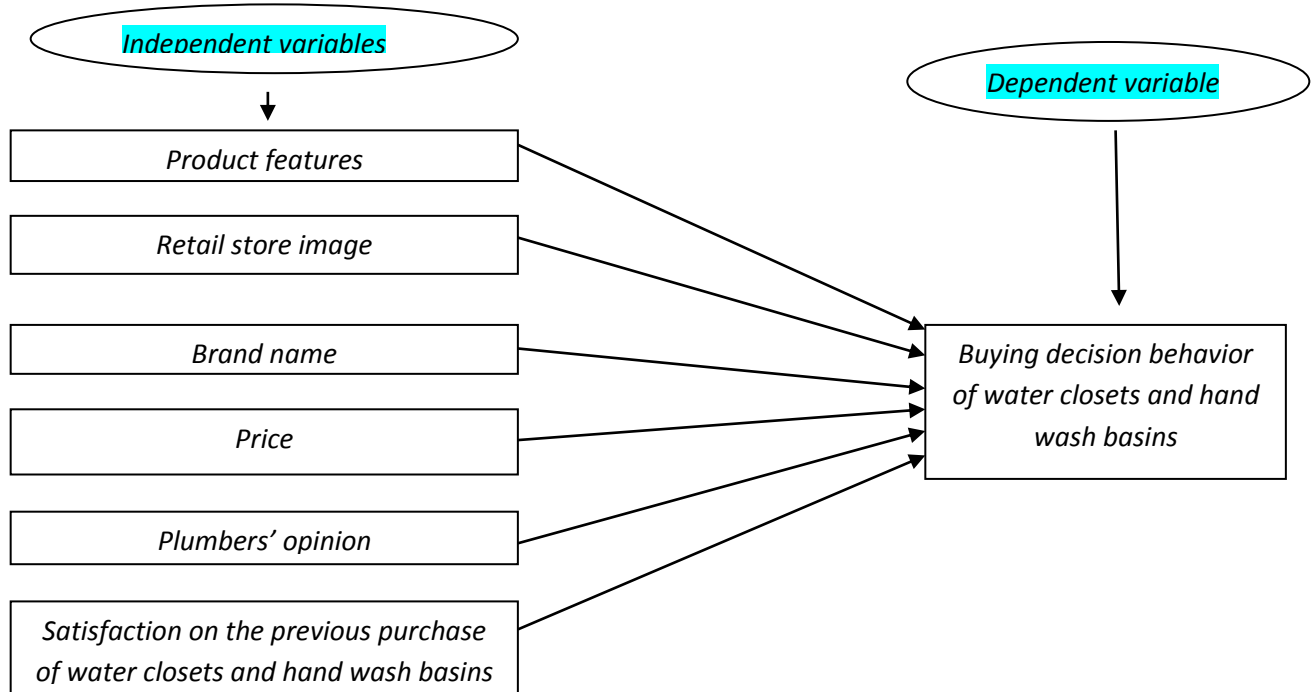 Independent variables
Dependent variable
Product features
Retail store image
Brand name
Price
Plumbers’ opinion
Satisfaction on the previous purchase
of water closets and hand wash basins
Buying decision behavior
of water closets and hand
wash basins